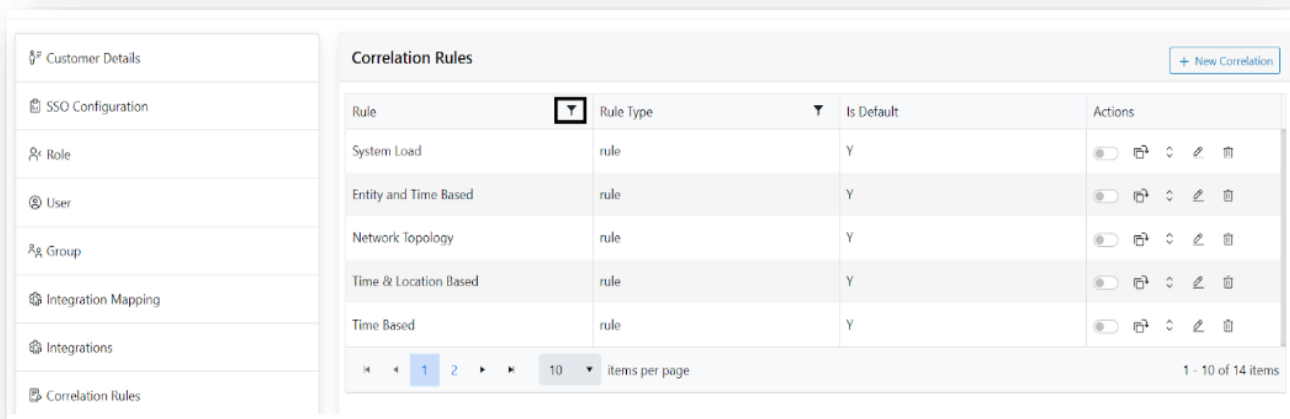 Customer Details
SSO Configuration
Role
User
Group
Integration Mapping
Integrations
Correlation Rules
Correlation Rules
+ New Correlation
Rule Rule Type Is Default Actions
System Load rule Y
Entity and Time Based rule Y
Network Topology rule Y
Time & Location Based rule Y
Time Based rule Y
1 2 10 items per page 1 - 10 of 14 items